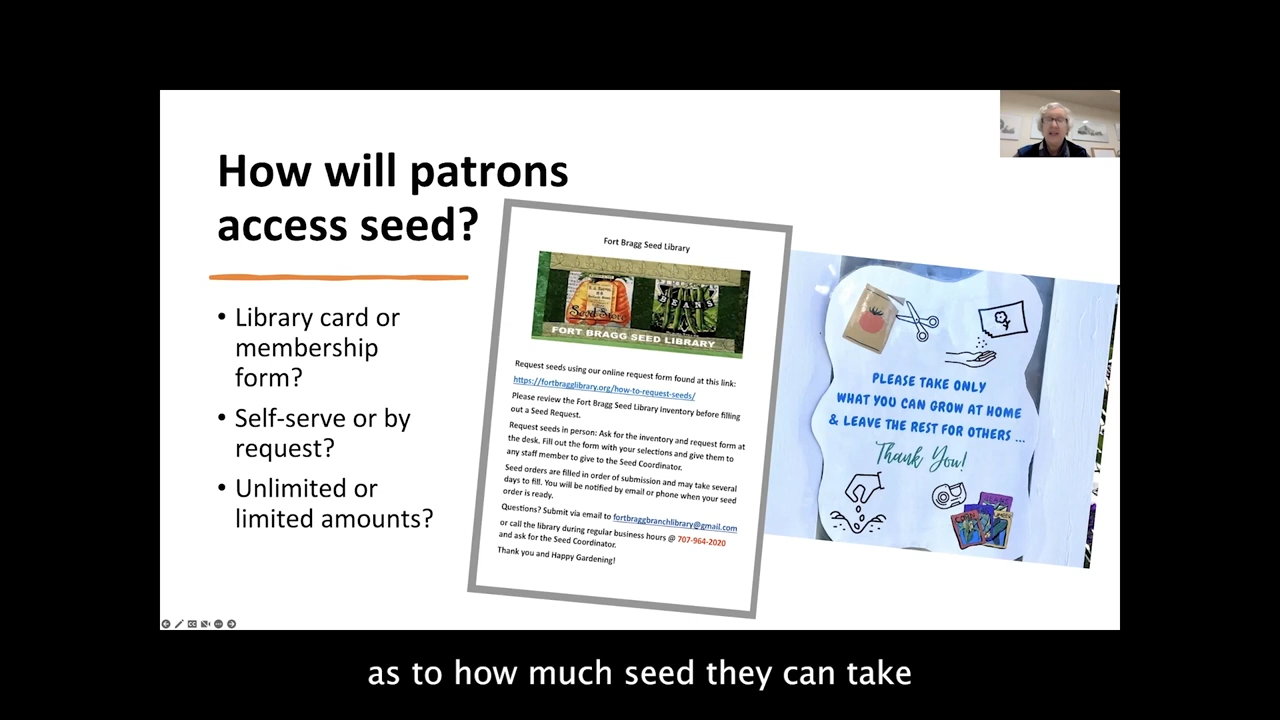 How will patrons
access seed?
• Library card or
membership
form?
• Self-serve or by
request?
• Unlimited or
limited amounts?
Fort Bragg Seed Library
Seed Store
BEANS
FORT BRAGG SEED LIBRARY
Request seeds using our online request form found at this link:
https://fortbragglibrary.org/how-to-request-seeds/
Please review the Fort Bragg Seed Library inventory before filling
out a Seed Request.
Request seeds in person: Ask for the inventory and request form at
the desk. Fill out the form with your selections and give them to
any staff member to give to the Seed Coordinator.
Seed orders are filled in order of submission and may take several
days to fill. You will be notified by email or phone when your seed
order is ready.
Questions? Submit via email to fortbraggbranchlibrary@gmail.com
or call the library during regular business hours @ 707-964-2020
and ask for the Seed Coordinator.
Thank you and Happy Gardening!
PLEASE TAKE ONLY
WHAT YOU CAN GROW AT HOME
& LEAVE THE REST FOR OTHERS ...
Thank You!
BEANS
CORN
as to how much seed they can take